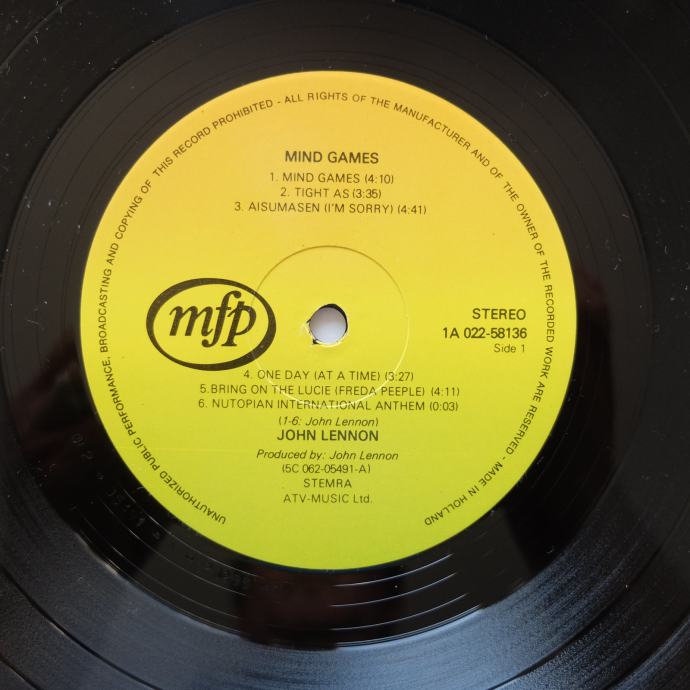 UNAUTHORIZED PUBLIC PERFORMANCE, BROADCASTING AND COPYING OF THIS RECORD PROHIBITED - ALL RIGHTS OF THE MANUFACTURER AND OF THE OWNER OF THE RECORDED WORK ARE RESERVED - MADE IN HOLLAND
MIND GAMES
1. MIND GAMES (4:10)
2. TIGHT AS (3:35)
3. AISUMASEN (I'M SORRY) (4:41)
mfp
STEREO
1A 022-58136
Side 1
4. ONE DAY (AT A TIME) (3:27)
5.BRING ON THE LUCIE (FREDA PEEPLE) (4:11)
6. NUTOPIAN INTERNATIONAL ANTHEM (0:03)
(1-6: John Lennon)
JOHN LENNON
Produced by: John Lennon
(5C 062-05491-A)
STEMRA
ATV-MUSIC Ltd.